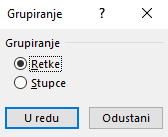 Grupiranje ? ×
Grupiranje
Retke
Stupce
U redu Odustani